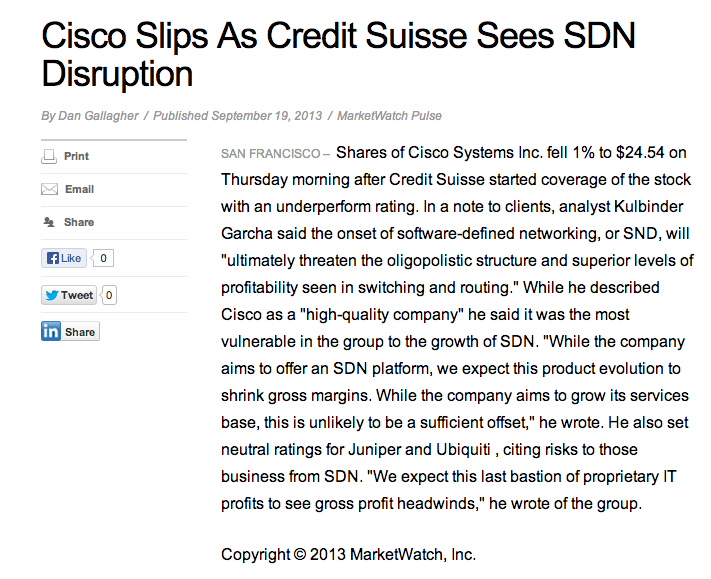 Cisco Slips As Credit Suisse Sees SDN
Disruption
By Dan Gallagher / Published September 19, 2013 / MarketWatch Pulse
Print
Email
Share
Like 0
Tweet 0
in Share
SAN FRANCISCO – Shares of Cisco Systems Inc. fell 1% to $24.54 on
Thursday morning after Credit Suisse started coverage of the stock
with an underperform rating. In a note to clients, analyst Kulbinder
Garcha said the onset of software-defined networking, or SND, will
"ultimately threaten the oligopolistic structure and superior levels of
profitability seen in switching and routing." While he described
Cisco as a "high-quality company" he said it was the most
vulnerable in the group to the growth of SDN. "While the company
aims to offer an SDN platform, we expect this product evolution to
shrink gross margins. While the company aims to grow its services
base, this is unlikely to be a sufficient offset," he wrote. He also set
neutral ratings for Juniper and Ubiquiti , citing risks to those
business from SDN. "We expect this last bastion of proprietary IT
profits to see gross profit headwinds," he wrote of the group.
Copyright © 2013 MarketWatch, Inc.